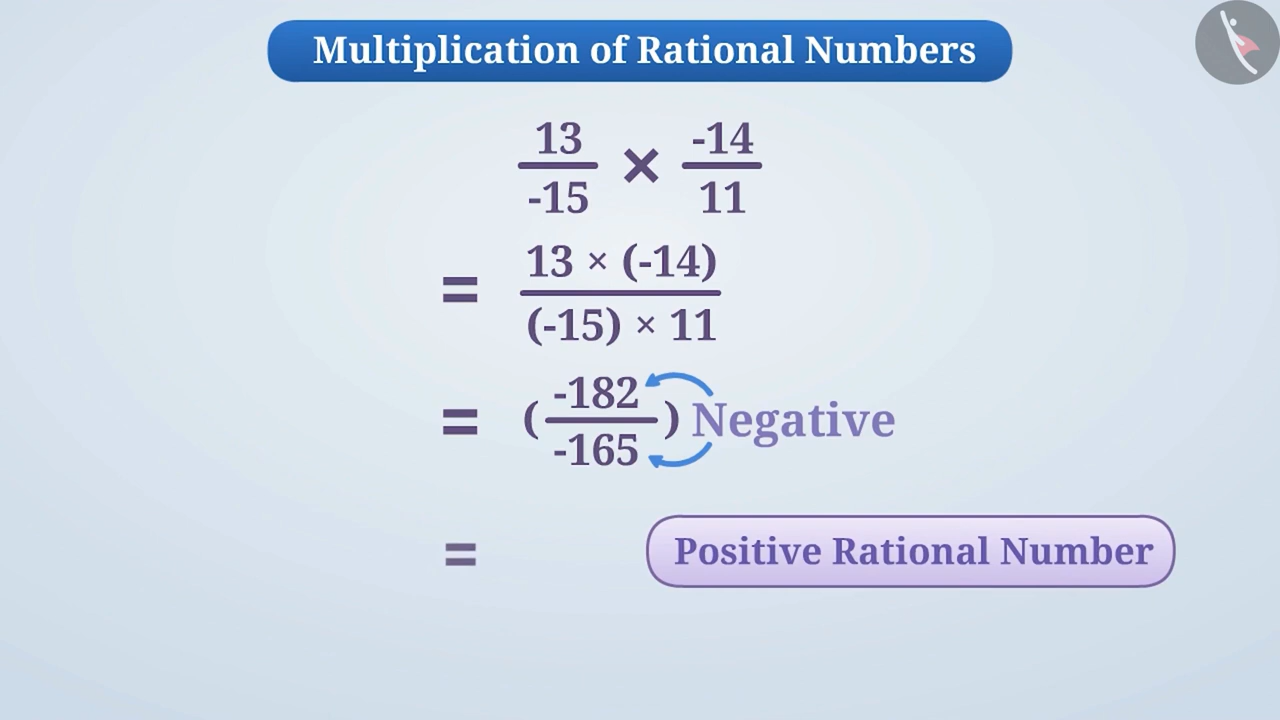 Multiplication of Rational Numbers
13/-15 × -14/11
= 13 × (-14)/(-15) × 11
= (-182/-165) Negative
= Positive Rational Number